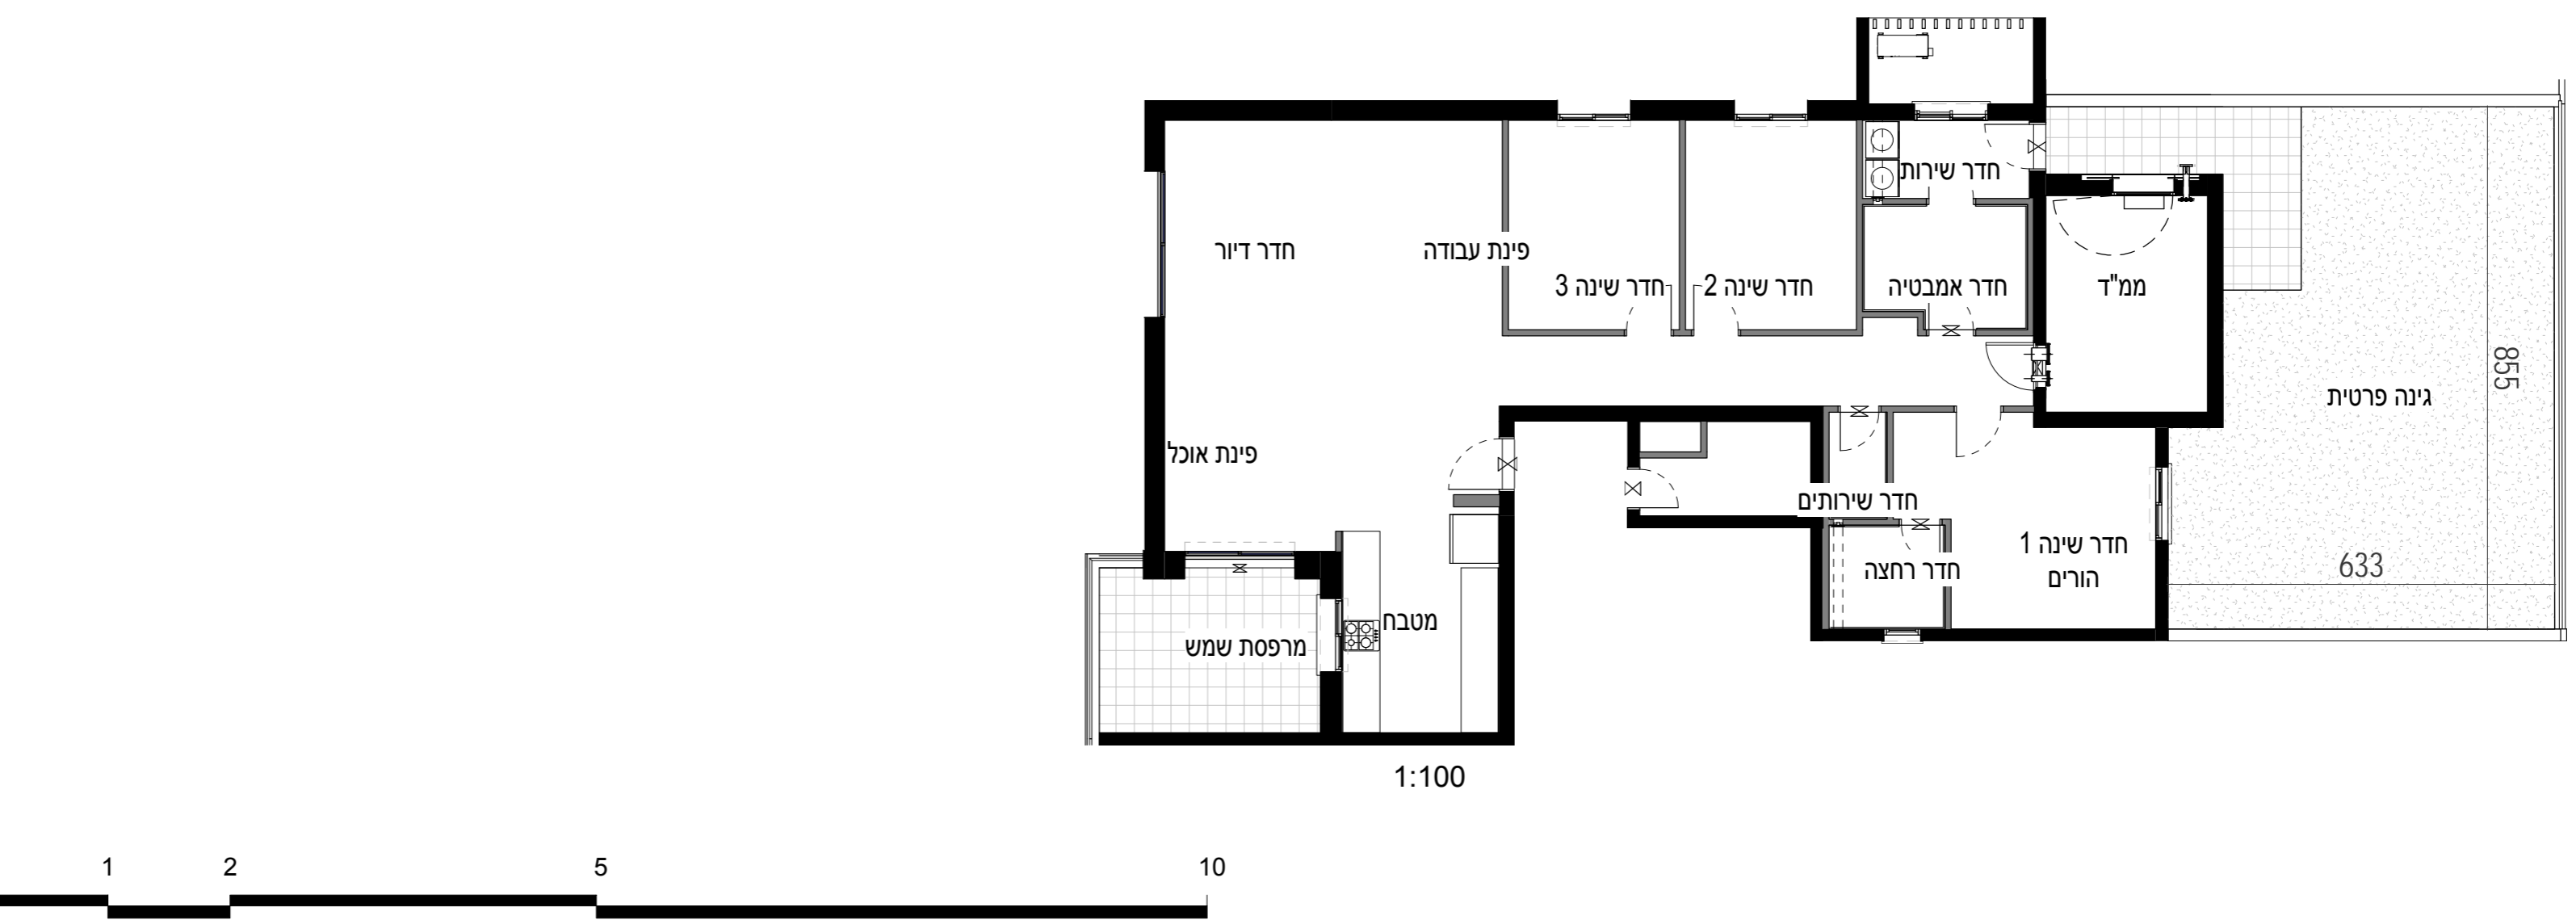 חדר שירות
חדר דיור
פינת עבודה
חדר שינה 3
חדר שינה 2
חדר אמבטיה
ממ"ד
855
גינה פרטית
פינת אוכל
חדר שירותים
חדר שינה 1
הורים
חדר רחצה
633
מטבח
מרפסת שמש
1:100
1 2 5 10